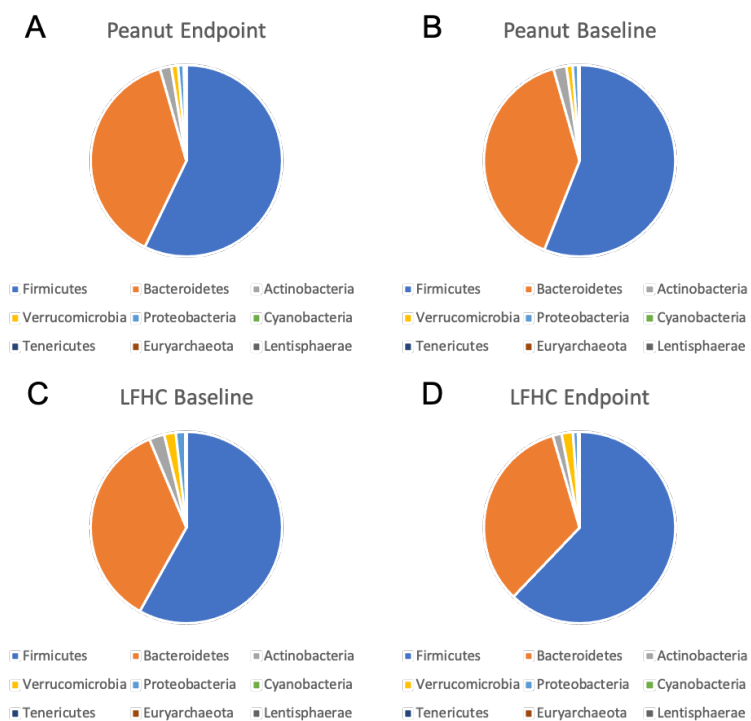 A Peanut Endpoint
B Peanut Baseline
Firmicutes Bacteroidetes Actinobacteria
Verrucomicrobia Proteobacteria Cyanobacteria
Tenericutes Euryarchaeota Lentisphaerae
Firmicutes Bacteroidetes Actinobacteria
Verrucomicrobia Proteobacteria Cyanobacteria
Tenericutes Euryarchaeota Lentisphaerae
C LFHC Baseline
D LFHC Endpoint
Firmicutes Bacteroidetes Actinobacteria
Verrucomicrobia Proteobacteria Cyanobacteria
Tenericutes Euryarchaeota Lentisphaerae
Firmicutes Bacteroidetes Actinobacteria
Verrucomicrobia Proteobacteria Cyanobacteria
Tenericutes Euryarchaeota Lentisphaerae